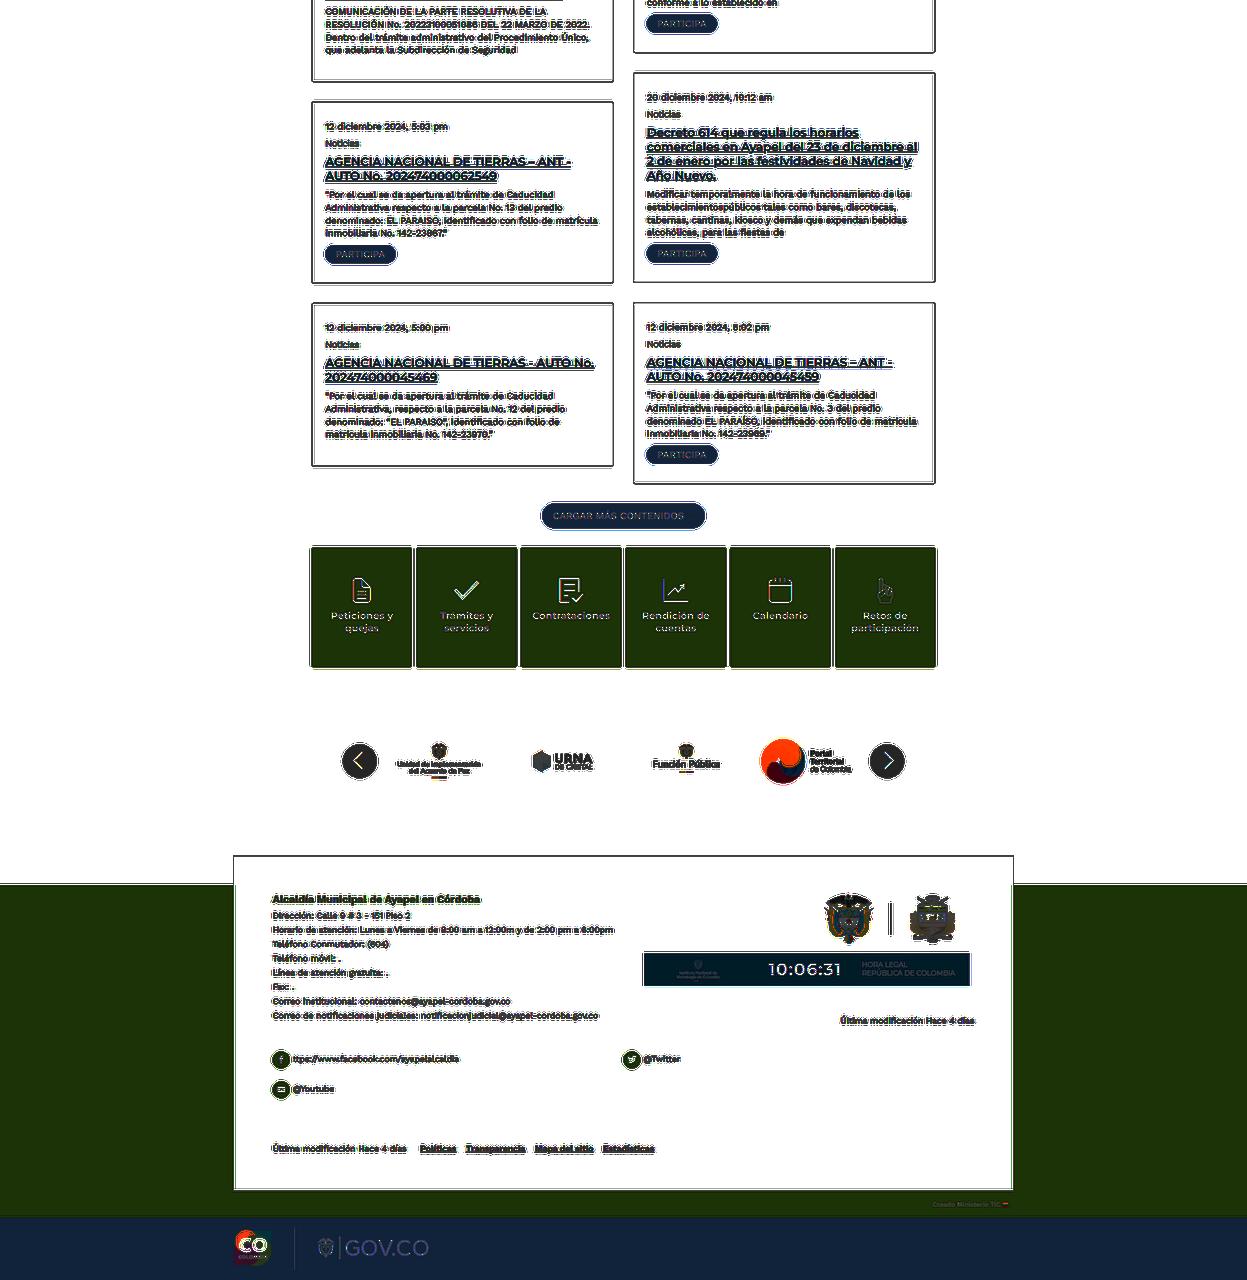 COMUNICACIÓN DE LA PARTE RESOLUTIVA DE LA
RESOLUCIÓN No. 20223100051086 DEL 22 MARZO DE 2022.
Dentro del trámite administrativo del Procedimiento Único,
que adelanta la Subdirección de Seguridad
conforme a lo establecido en
PARTICIPA
12 diciembre 2024, 5:03 pm
Noticias
AGENCIA NACIONAL DE TIERRAS – ANT -
AUTO No. 202474000062549
"Por el cual se da apertura al trámite de Caducidad
Administrativa respecto a la parcela No. 13 del predio
denominado: EL PARAISO, identificado con folio de matrícula
inmobiliaria No. 142-23967."
PARTICIPA
20 diciembre 2024, 10:12 am
Noticias
Decreto 614 que regula los horarios
comerciales en Ayapel del 23 de diciembre al
2 de enero por las festividades de Navidad y
Año Nuevo.
Modificar temporalmente la hora de funcionamiento de los
establecimientospúblicos tales como bares, discotecas,
tabernas, cantinas, kiosco y demás que expendan bebidas
alcohólicas, para las fiestas de
PARTICIPA
12 diciembre 2024, 5:00 pm
Noticias
AGENCIA NACIONAL DE TIERRAS - AUTO No.
202474000045469
"Por el cual se da apertura al trámite de Caducidad
Administrativa, respecto a la parcela No. 12 del predio
denominado: "EL PARAISO", identificado con folio de
matrícula inmobiliaria No. 142-23970."
12 diciembre 2024, 8:02 pm
Noticias
AGENCIA NACIONAL DE TIERRAS – ANT -
AUTO No. 202474000045459
"Por el cual se da apertura al trámite de Caducidad
Administrativa respecto a la parcela No. 3 del predio
denominado EL PARAÍSO, identificado con folio de matrícula
inmobiliaria No. 142-23969."
PARTICIPA
CARGAR MÁS CONTENIDOS
Peticiones y
quejas
Trámites y
servicios
Contrataciones
Rendición de
cuentas
Calendario
Retos de
participación
Unidad de Implementación
del Acuerdo de Paz
URNA
DE CRISTAL
Función Pública
Portal
Territorial
de Colombia
Alcaldía Municipal de Ayapel en Córdoba
Dirección: Calle 9 # 3 - 151 Piso 2
Horario de atención: Lunes a Viernes de 8:00 am a 12:00m y de 2:00 pm a 6:00pm
Teléfono Conmutador: (604)
Teléfono móvil: .
Línea de atención gratuita: .
Fax: .
Correo institucional: contactenos@ayapel-cordoba.gov.co
Correo de notificaciones judiciales: notificacionjudicial@ayapel-cordoba.gov.co
10:06:31
HORA LEGAL
REPÚBLICA DE COLOMBIA
Última modificación Hace 4 días
ttps://www.facebook.com/ayapelalcaldia
@Twitter
@Youtube
Última modificación Hace 4 días Políticas Transparencia Mapa del sitio Estadísticas
Creado Ministerio TIC
CO
COLOMBIA
GOV.CO